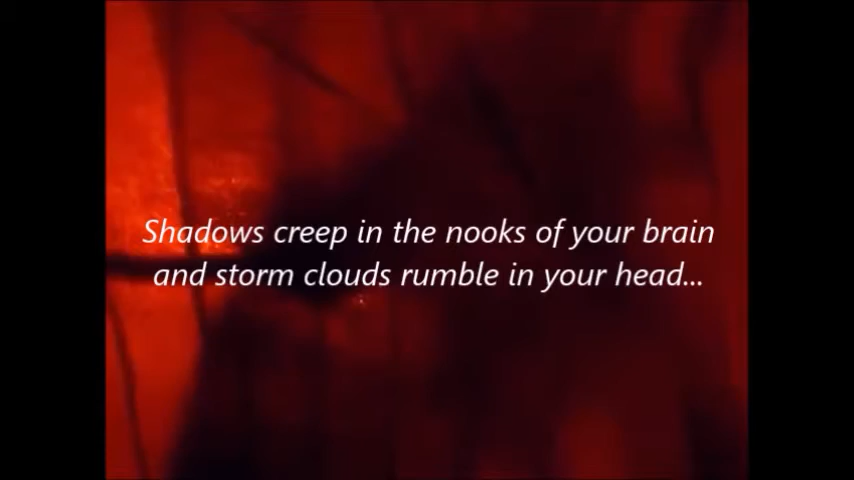 Shadows creep in the nooks of your brain
and storm clouds rumble in your head...